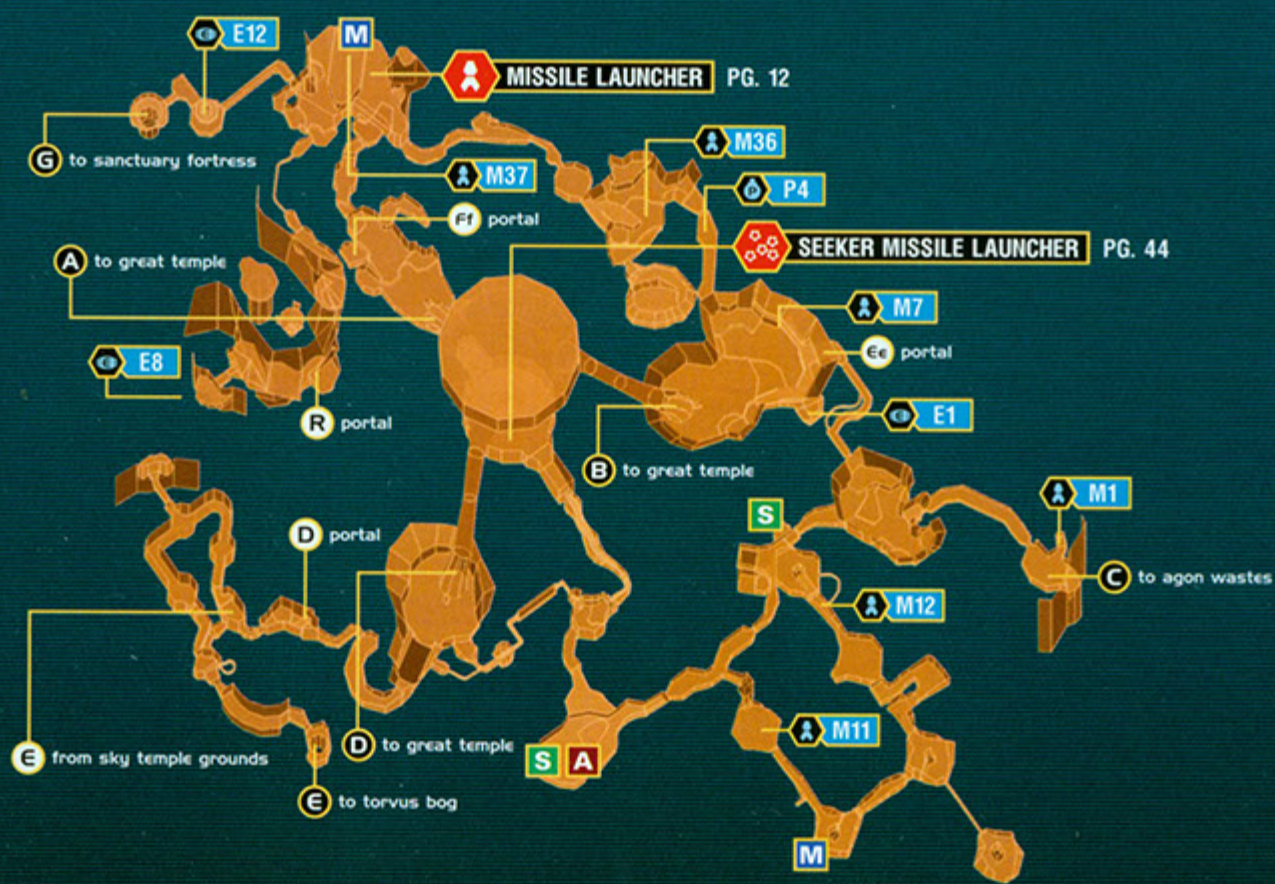 E12
M
MISSILE LAUNCHER PG. 12
G to sanctuary fortress
M36
M37
P4
Ff portal
SEEKER MISSILE LAUNCHER PG. 44
A to great temple
M7
Ee portal
E8
E1
R portal
B to great temple
M1
S
D portal
C to agon wastes
M12
M11
D to great temple
E from sky temple grounds
S A
E to torvus bog
M